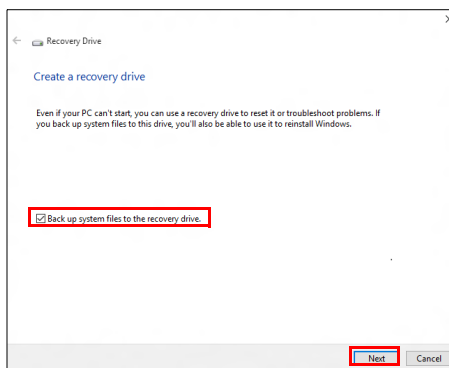 Recovery Drive
Create a recovery drive
Even if your PC can't start, you can use a recovery drive to reset it or troubleshoot problems. If
you back up system files to this drive, you'll also be able to use it to reinstall Windows.
Back up system files to the recovery drive.
Next Cancel